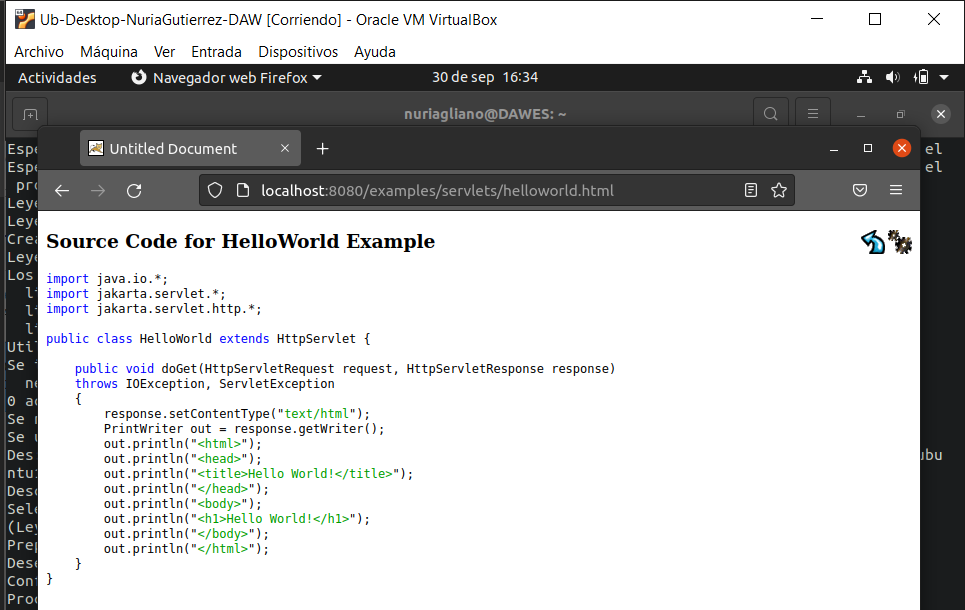 Ub-Desktop-NuriaGutierrez-DAW [Corriendo] - Oracle VM VirtualBox
Archivo Máquina Ver Entrada Dispositivos Ayuda
Actividades Navegador web Firefox 30 de sep 16:34
nuriagliano@DAWES: ~
Untitled Document
localhost:8080/examples/servlets/helloworld.html
Source Code for HelloWorld Example
import java.io.*;
import jakarta.servlet.*;
import jakarta.servlet.http.*;
public class HelloWorld extends HttpServlet {
public void doGet(HttpServletRequest request, HttpServletResponse response)
throws IOException, ServletException
{
response.setContentType("text/html");
PrintWriter out = response.getWriter();
out.println("<html>");
out.println("<head>");
out.println("<title>Hello World!</title>");
out.println("</head>");
out.println("<body>");
out.println("<h1>Hello World!</h1>");
out.println("</body>");
out.println("</html>");
}
}
Espe
el
Espe
el
pro
Leye
Leye
Crea
Leye
Los
l
l
l
Util
Se
ne
0 ac
Se
Se u
Des
ubu
ntu
Desc
Sele
(Ley
Prep
Dese
Conf
Proc